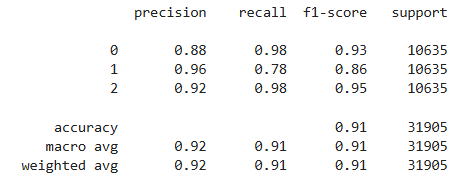 precision recall f1-score support
0 0.88 0.98 0.93 10635
1 0.96 0.78 0.86 10635
2 0.92 0.98 0.95 10635
accuracy 0.91 31905
macro avg 0.92 0.91 0.91 31905
weighted avg 0.92 0.91 0.91 31905